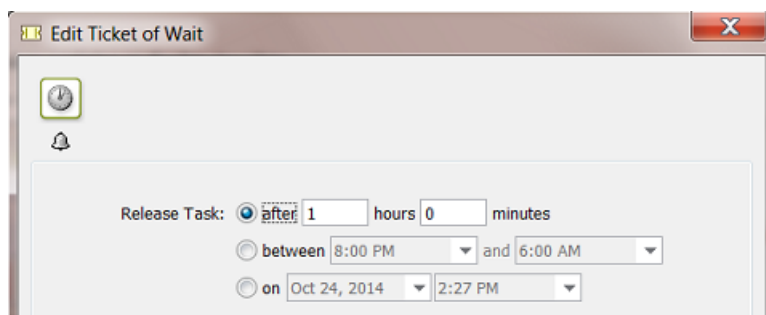 Edit Ticket of Wait
Release Task: after 1 hours 0 minutes
between 8:00 PM and 6:00 AM
on Oct 24, 2014 2:27 PM